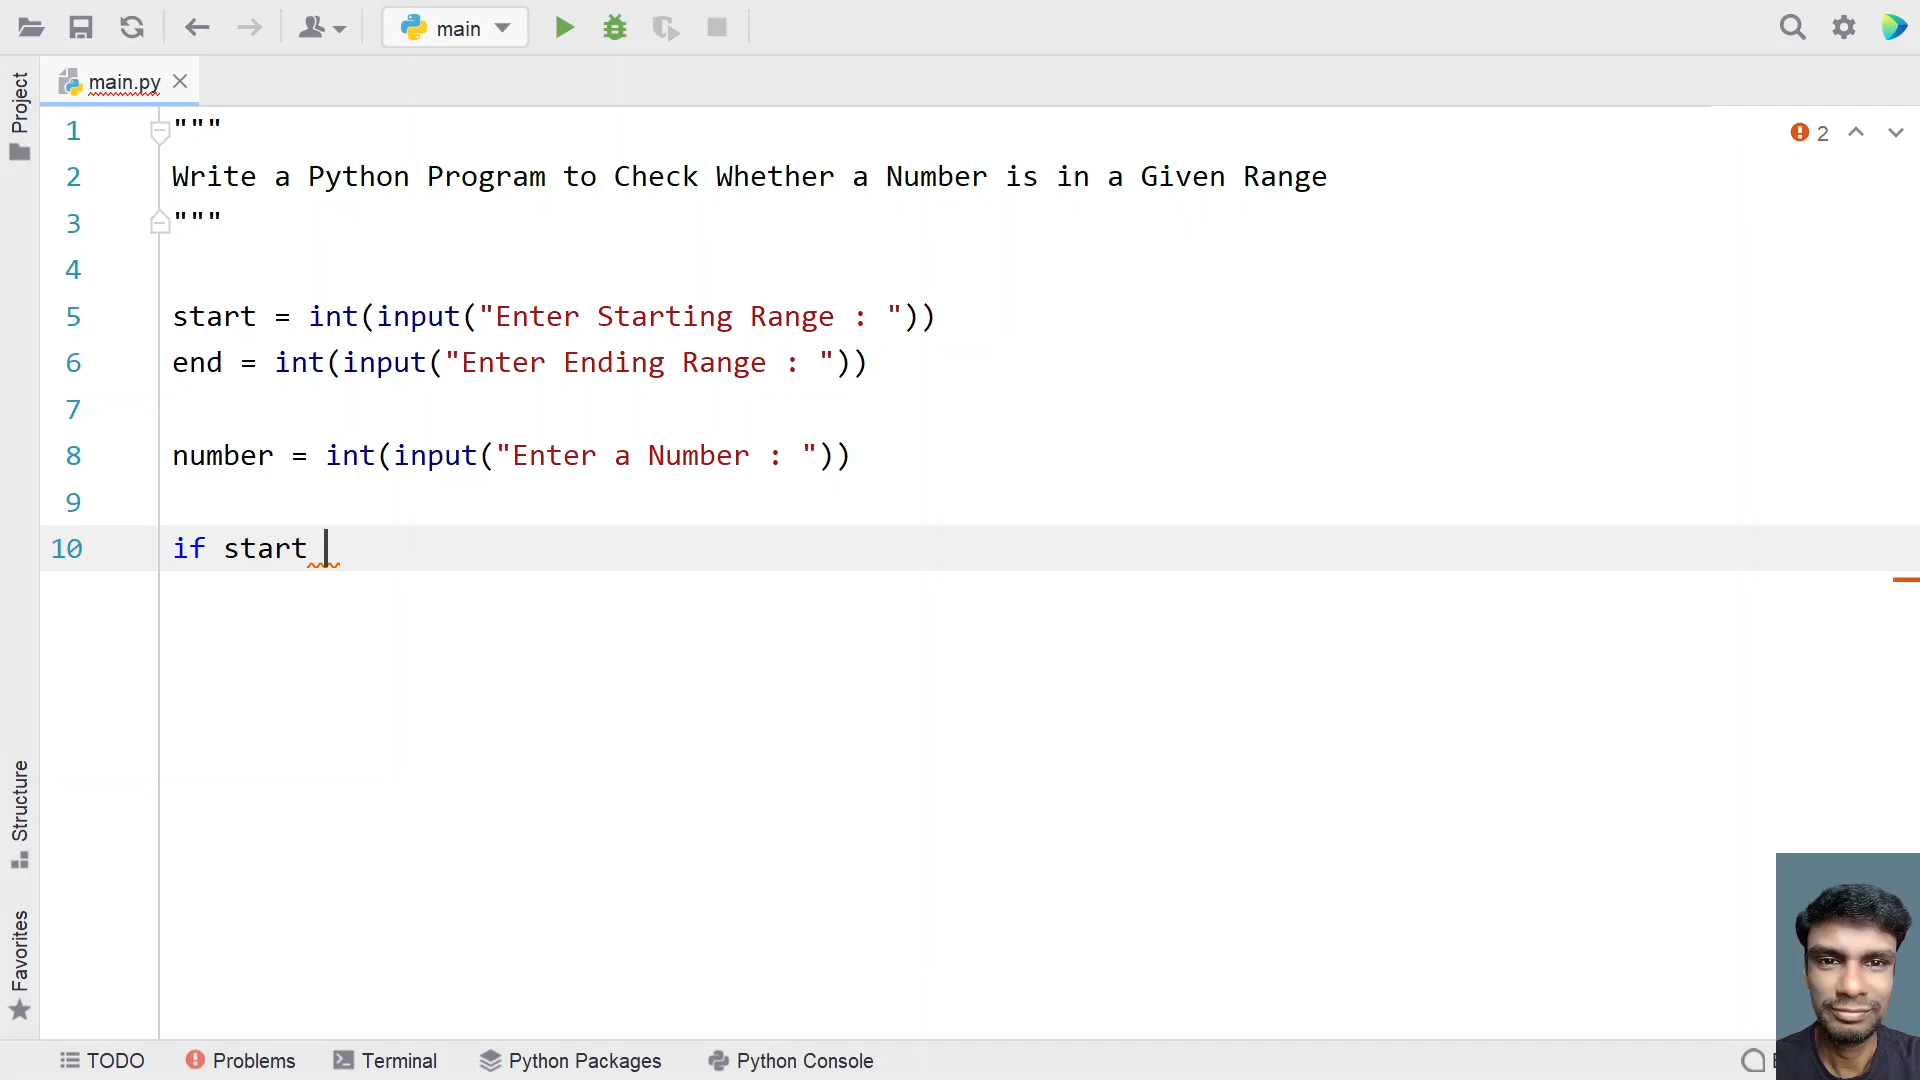 main
Project
main.py
2
1 """
2 Write a Python Program to Check Whether a Number is in a Given Range
3 """
4
5 start = int(input("Enter Starting Range : "))
6 end = int(input("Enter Ending Range : "))
7
8 number = int(input("Enter a Number : "))
9
10 if start
Structure
Favorites
TODO Problems Terminal Python Packages Python Console